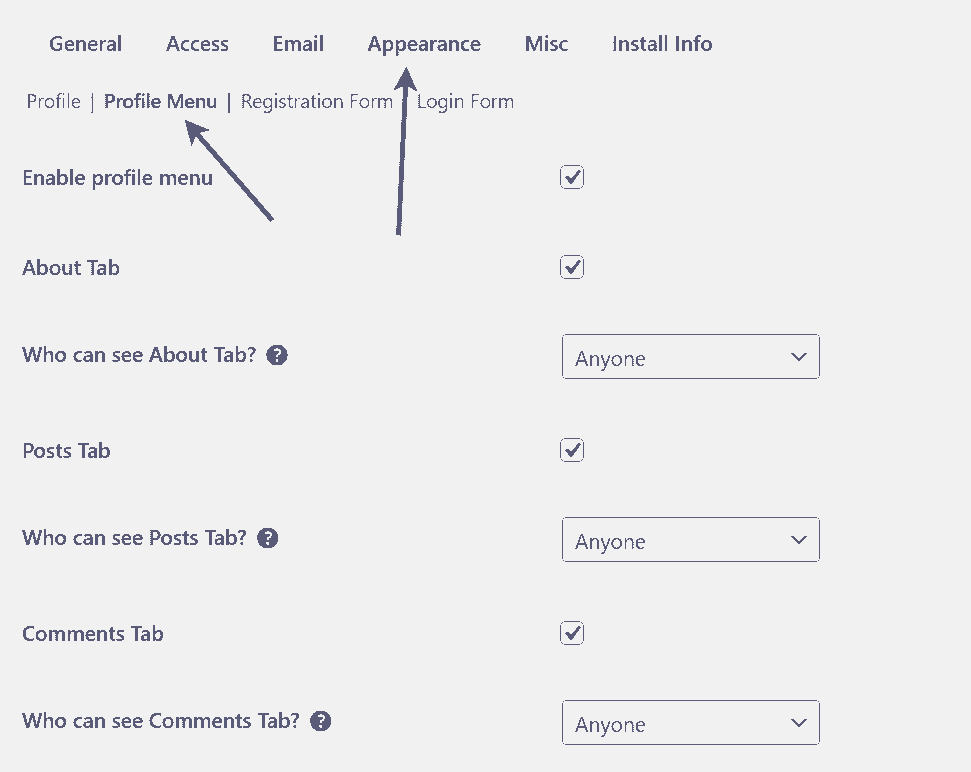 General Access Email Appearance Misc Install Info
Profile | Profile Menu | Registration Form | Login Form
Enable profile menu
About Tab
Who can see About Tab? ?
Anyone
Posts Tab
Who can see Posts Tab? ?
Anyone
Comments Tab
Who can see Comments Tab? ?
Anyone